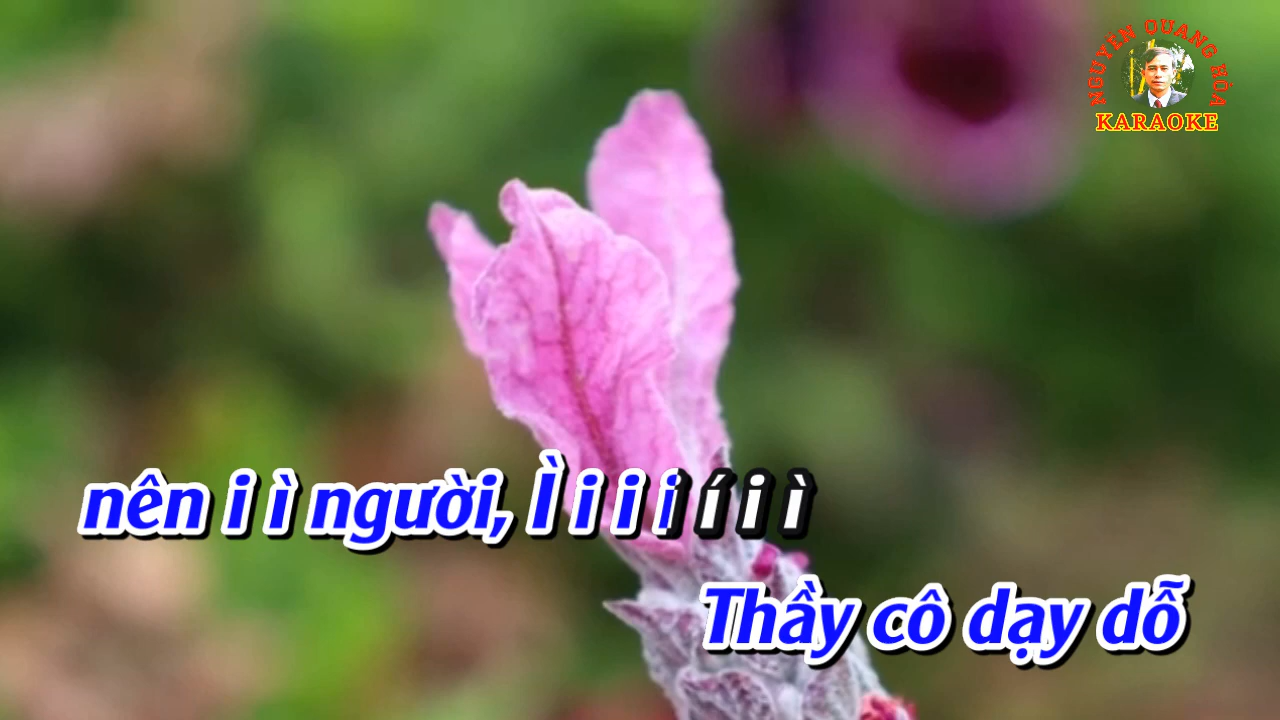 NGUYỄN QUANG HÒA
KARAOKE
nên i ì người, Ì i i i í i ì
Thầy cô dạy dỗ